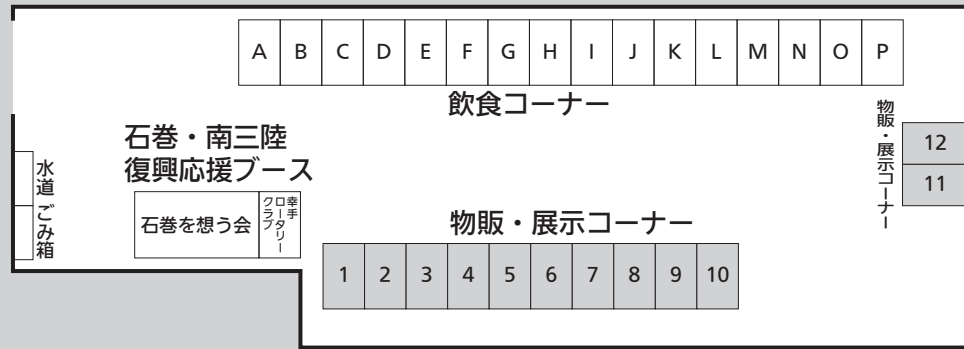 A B C D E F G H I J K L M N O P
飲食コーナー
物販・展示コーナー
12
11
石巻・南三陸
復興応援ブース
石巻を想う会
幸手
ロータリー
クラブ
水道
ごみ箱
物販・展示コーナー
1 2 3 4 5 6 7 8 9 10